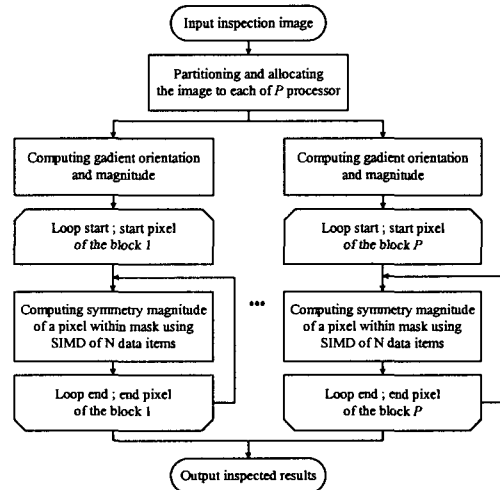 Input inspection image
Partitioning and allocating
the image to each of P processor
Computing gadient orientation
and magnitude
Loop start ; start pixel
of the block 1
Computing symmetry magnitude
of a pixel within mask using
SIMD of N data items
Loop end ; end pixel
of the block 1
...
Computing gadient orientation
and magnitude
Loop start ; start pixel
of the block P
Computing symmetry magnitude
of a pixel within mask using
SIMD of N data items
Loop end ; end pixel
of the block P
Output inspected results